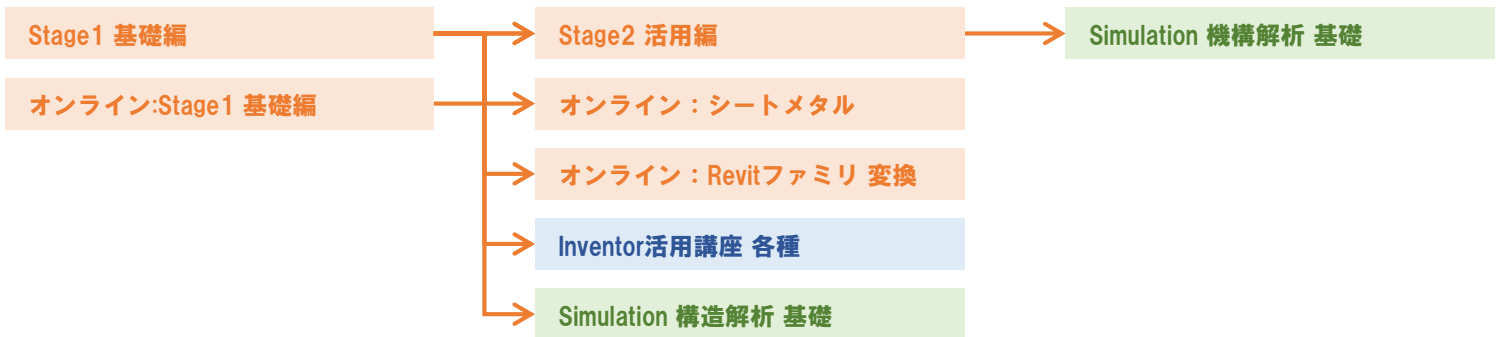 Stage1 基礎編
オンライン:Stage1 基礎編
Stage2 活用編
オンライン：シートメタル
オンライン：Revitファミリ 変換
Inventor活用講座 各種
Simulation 構造解析 基礎
Simulation 機構解析 基礎